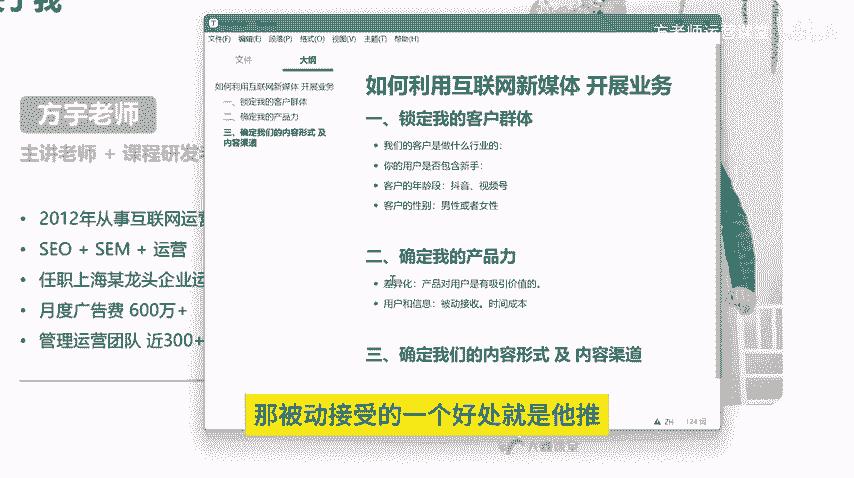 文件(F) 编辑(E) 段落(P) 格式(O) 视图(V) 主题(T) 帮助(H)
文件
大纲
如何利用互联网新媒体 开展业务
一、锁定我的客户群体
二、确定我的产品力
三、确定我们的内容形式 及
内容渠道
如何利用互联网新媒体 开展业务
一、锁定我的客户群体
• 我们的客户是做什么行业的：
• 你的用户是否包含新手：
• 客户的年龄段：抖音、视频号
• 客户的性别：男性或者女性
二、确定我的产品力
• 差异化：产品对用户是有吸引价值的。
• 用户和信息：被动接收。时间成本
三、确定我们的内容形式 及 内容渠道
ZH 124 词
方宇老师
主讲老师 + 课程研发
• 2012年从事互联网运营
• SEO + SEM + 运营
• 任职上海某龙头企业运
• 月度广告费 600万+
• 管理运营团队 近300+
那被动接受的一个好处就是他推